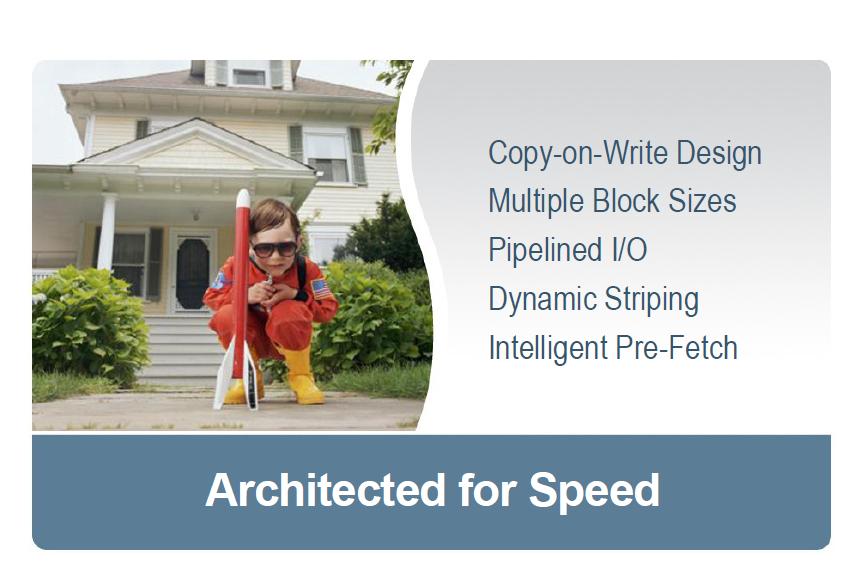 Copy-on-Write Design
Multiple Block Sizes
Pipelined I/O
Dynamic Striping
Intelligent Pre-Fetch
Architected for Speed